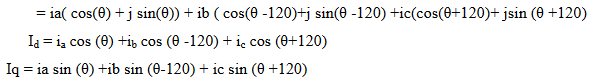 = ia( cos(θ) + j sin(θ)) + ib ( cos(θ -120)+j sin(θ -120) +ic(cos(θ+120)+ jsin (θ +120)
Id = ia cos (θ) +ib cos (θ -120) + ic cos (θ+120)
Iq = ia sin (θ) +ib sin (θ-120) + ic sin (θ +120)